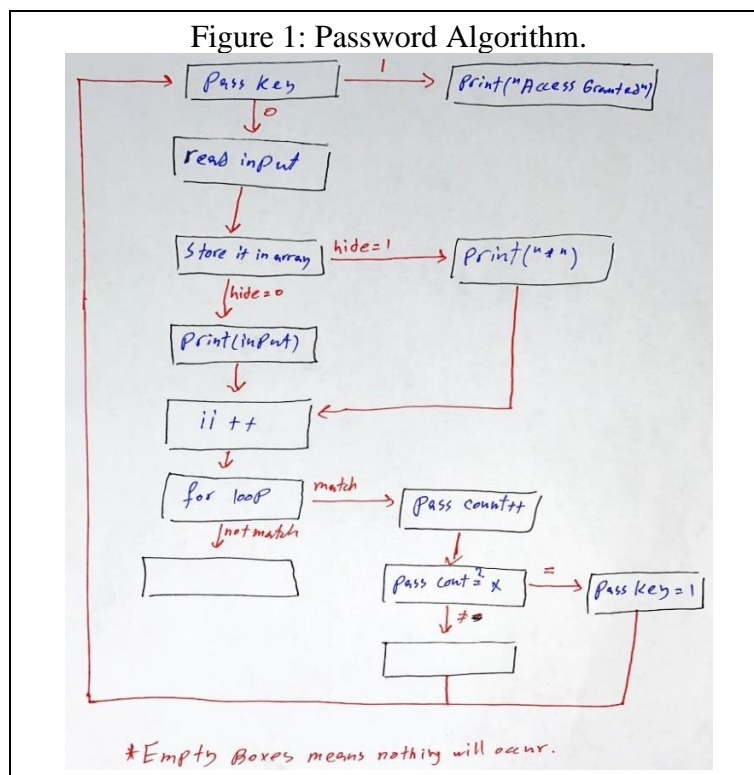 Figure 1: Password Algorithm.
Pass Key
1
Print("Access Granted")
0
read input
Store it in array
hide=1
Print("*")
hide=0
Print(input)
ii ++
for loop
match
Pass count++
not match
Pass cont =? x
=
Pass Key = 1
≠
*Empty Boxes means nothing will occur.